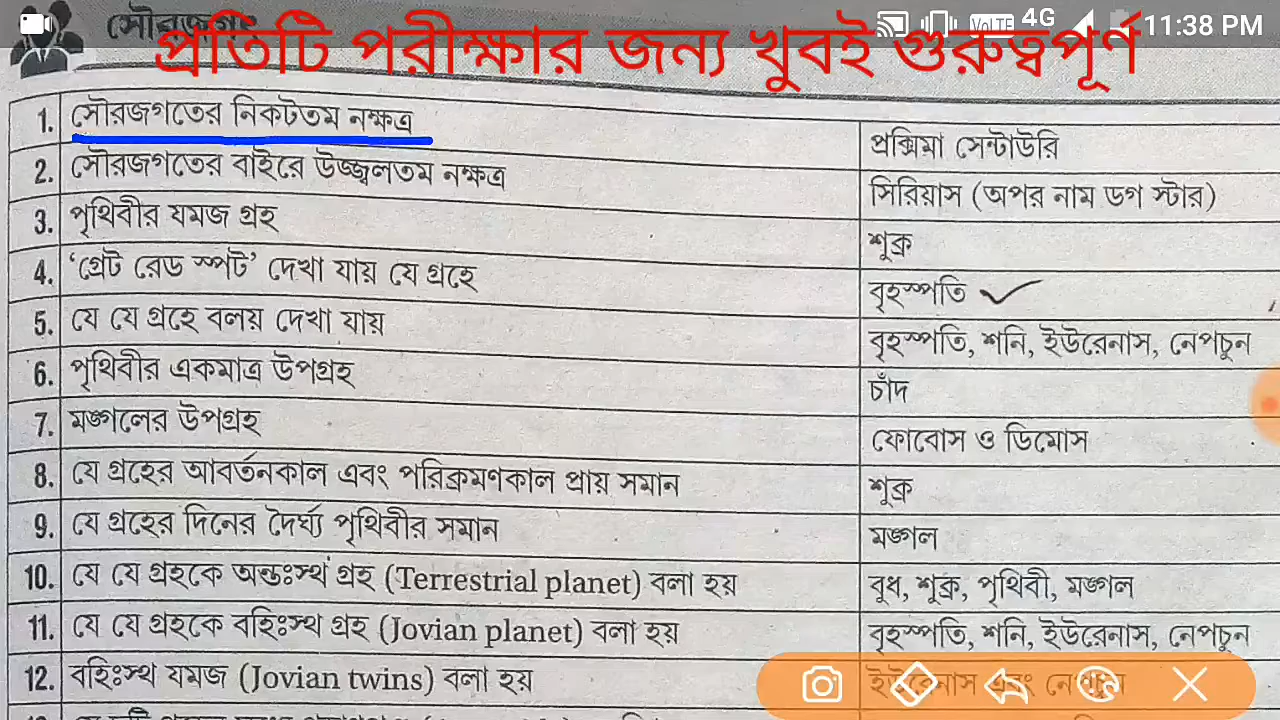 সৌরজগৎ
VoLTE 4G 11:38 PM
প্রতিটি পরীক্ষার জন্য খুবই গুরুত্বপূর্ণ
1. সৌরজগতের নিকটতম নক্ষত্র প্রক্সিমা সেন্টাউরি
2. সৌরজগতের বাইরে উজ্জ্বলতম নক্ষত্র সিরিয়াস (অপর নাম ডগ স্টার)
3. পৃথিবীর যমজ গ্রহ শুক্র
4. ‘গ্রেট রেড স্পট’ দেখা যায় যে গ্রহে বৃহস্পতি
5. যে যে গ্রহে বলয় দেখা যায় বৃহস্পতি, শনি, ইউরেনাস, নেপচুন
6. পৃথিবীর একমাত্র উপগ্রহ চাঁদ
7. মঙ্গলের উপগ্রহ ফোবোস ও ডিমোস
8. যে গ্রহের আবর্তনকাল এবং পরিক্রমণকাল প্রায় সমান শুক্র
9. যে গ্রহের দিনের দৈর্ঘ্য পৃথিবীর সমান মঙ্গল
10. যে যে গ্রহকে অন্তঃস্থ গ্রহ (Terrestrial planet) বলা হয় বুধ, শুক্র, পৃথিবী, মঙ্গল
11. যে যে গ্রহকে বহিঃস্থ গ্রহ (Jovian planet) বলা হয় বৃহস্পতি, শনি, ইউরেনাস, নেপচুন
12. বহিঃস্থ যমজ (Jovian twins) বলা হয় ইউরেনাস এবং নেপচুন